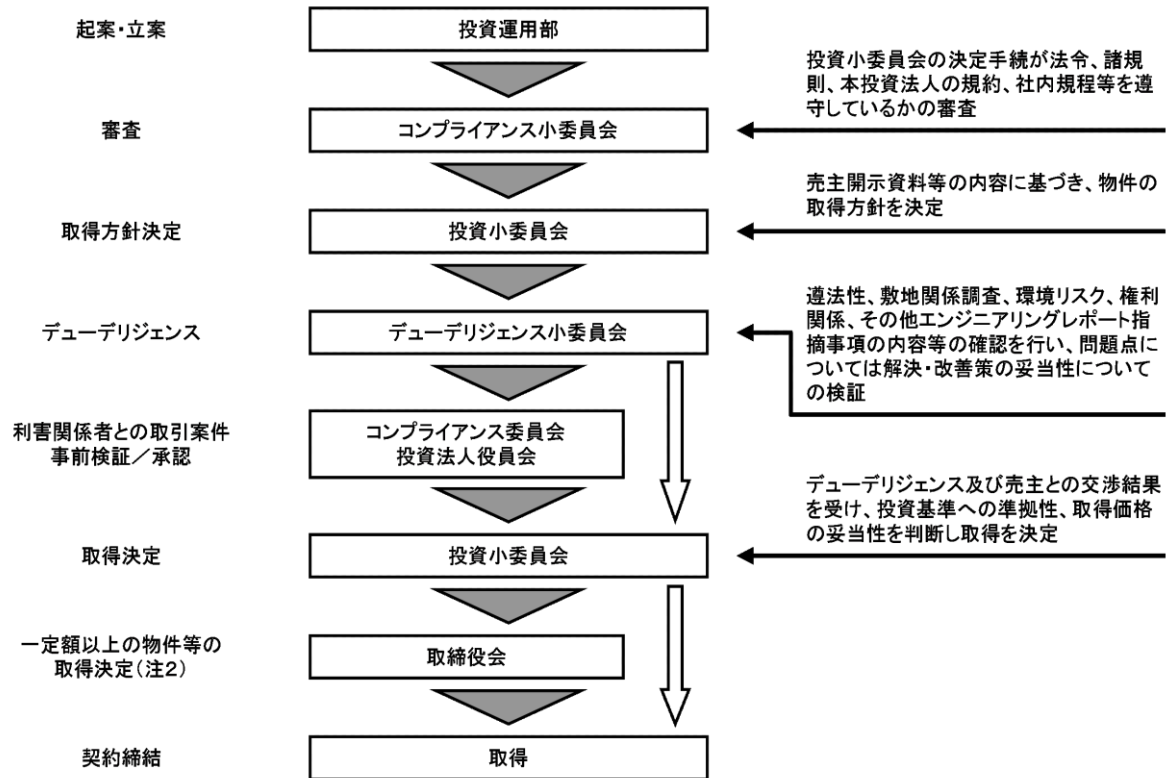 起案・立案
投資運用部
投資小委員会の決定手続が法令、諸規
則、本投資法人の規約、社内規程等を遵
守しているかの審査
審査
コンプライアンス小委員会
売主開示資料等の内容に基づき、物件の
取得方針を決定
取得方針決定
投資小委員会
遵法性、敷地関係調査、環境リスク、権利
関係、その他エンジニアリングレポート指
摘事項の内容等の確認を行い、問題点に
ついては解決・改善策の妥当性について
の検証
デューデリジェンス
デューデリジェンス小委員会
利害関係者との取引案件
事前検証／承認
コンプライアンス委員会
投資法人役員会
デューデリジェンス及び売主との交渉結果
を受け、投資基準への準拠性、取得価格
の妥当性を判断し取得を決定
取得決定
投資小委員会
一定額以上の物件等の
取得決定（注２）
取締役会
契約締結
取得